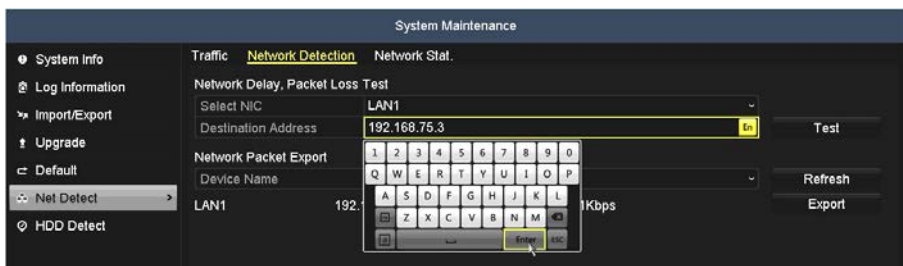 System Maintenance
System Info
Log Information
Import/Export
Upgrade
Default
Net Detect
HDD Detect
Traffic Network Detection Network Stat.
Network Delay, Packet Loss Test
Select NIC LAN1
Destination Address 192.168.75.3 En Test
Network Packet Export
Device Name Refresh
LAN1 192. 1Kbps Export
1 2 3 4 5 6 7 8 9 0
Q W E R T Y U I O P
A S D F G H J K L
Z X C V B N M
Enter ESC